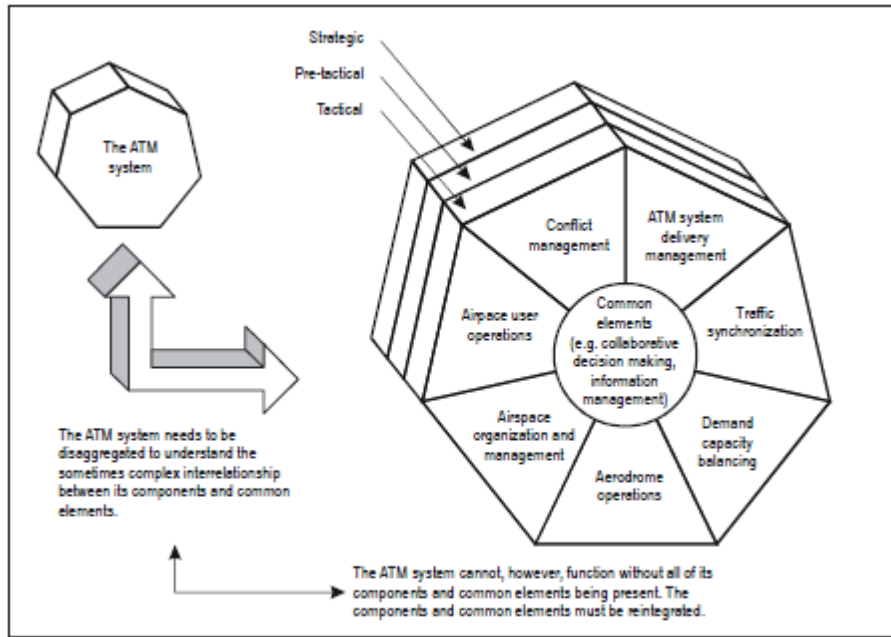 Strategic
Pre-tactical
Tactical
The ATM
system
Conflict
management
ATM system
delivery
management
Airpace user
operations
Common
elements
(e.g. collaborative
decision making,
information
management)
Traffic
synchronization
Airspace
organization and
management
Demand
capacity
balancing
Aerodrome
operations
The ATM system needs to be
disaggregated to understand the
sometimes complex interrelationship
between its components and common
elements.
The ATM system cannot, however, function without all of its
components and common elements being present. The
components and common elements must be reintegrated.